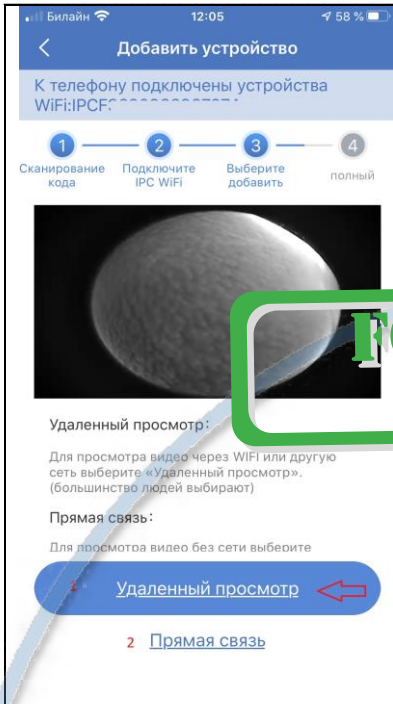 Билайн 12:05 58 %
Добавить устройство
К телефону подключены устройства
WiFi:IPCF
1 2 3 4
Сканирование Подключите Выберите полный
кода IPC WiFi добавить
Удаленный просмотр:
Для просмотра видео через WIFI или другую
сеть выберите «Удаленный просмотр».
(большинство людей выбирают)
Прямая связь:
Для просмотра видео без сети выберите
Удаленный просмотр
2 Прямая связь